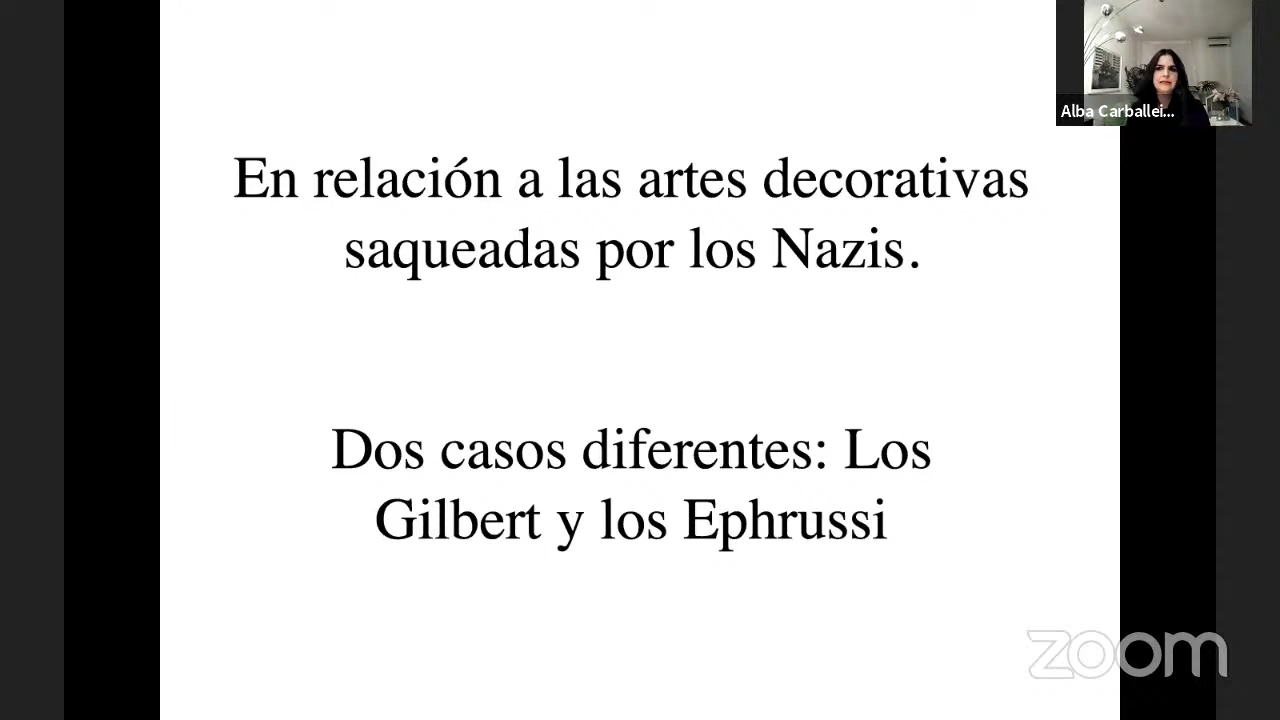 Alba Carballei...
En relación a las artes decorativas
saqueadas por los Nazis.
Dos casos diferentes: Los
Gilbert y los Ephrussi
zoom